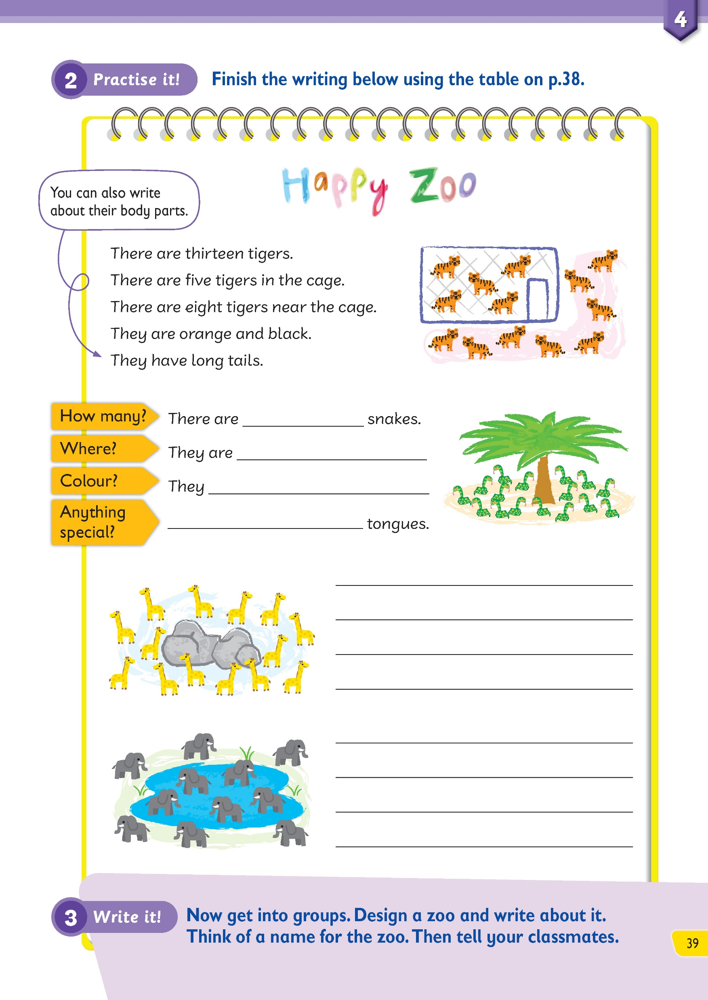 4
2 Practise it! Finish the writing below using the table on p.38.
Happy Zoo
You can also write
about their body parts.
There are thirteen tigers.
There are five tigers in the cage.
There are eight tigers near the cage.
They are orange and black.
They have long tails.
How many? There are ____________ snakes.
Where? They are ____________
Colour? They ____________
Anything
special? ____________ tongues.
3 Write it! Now get into groups. Design a zoo and write about it.
Think of a name for the zoo. Then tell your classmates.
39